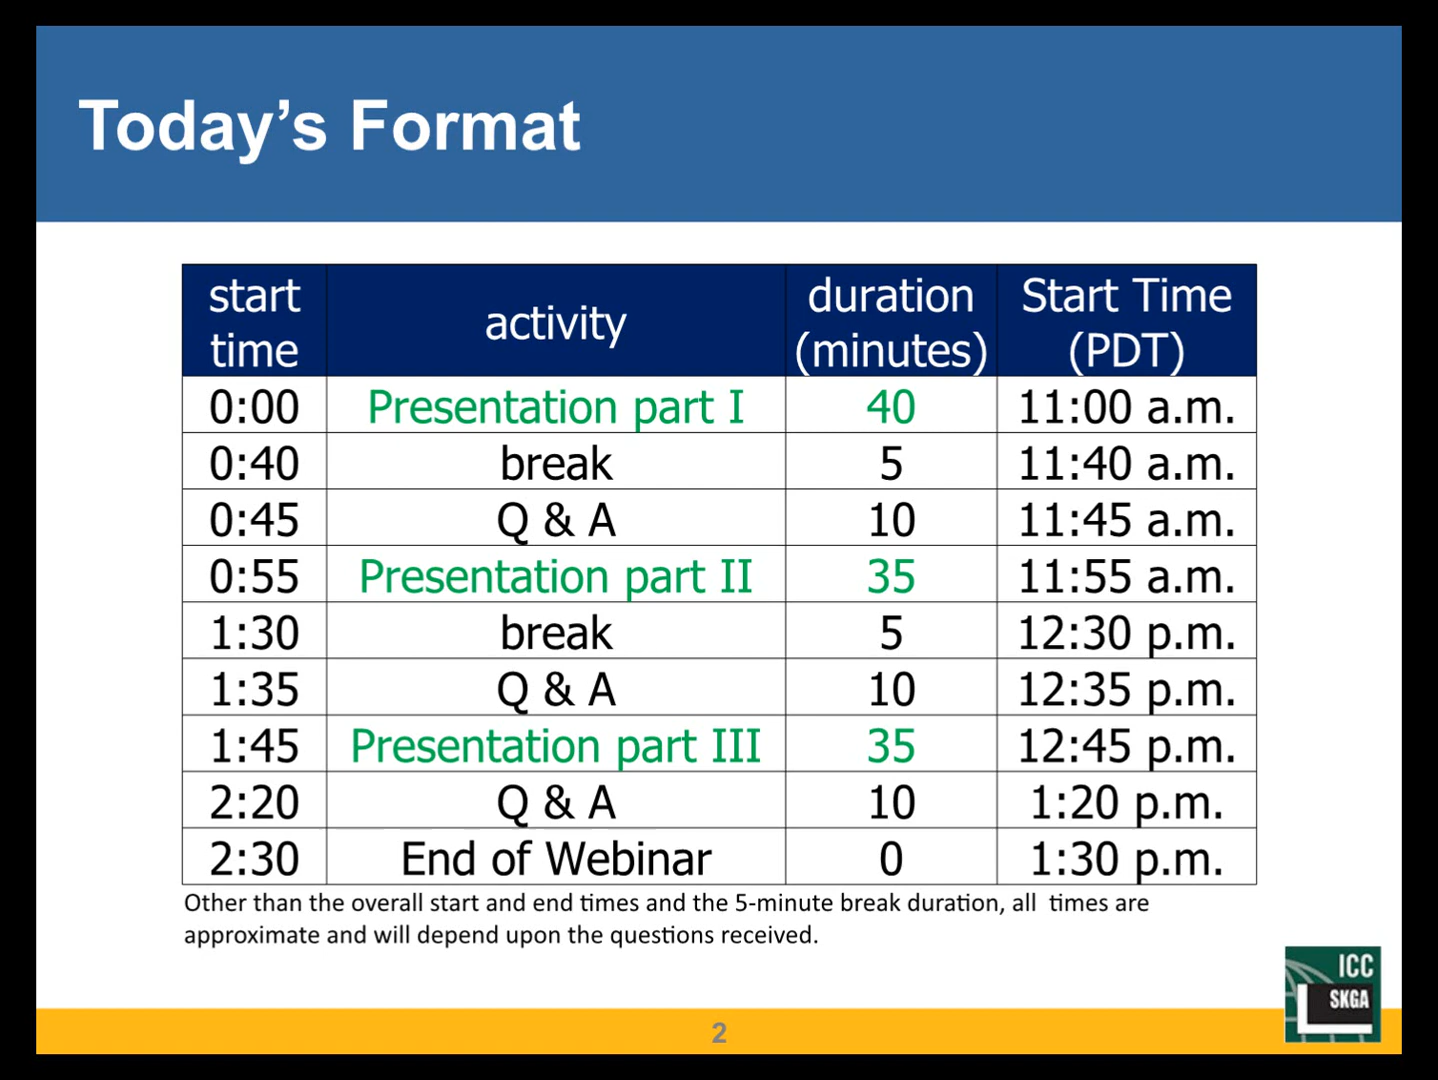 Today’s Format
start time activity duration (minutes) Start Time (PDT)
0:00 Presentation part I 40 11:00 a.m.
0:40 break 5 11:40 a.m.
0:45 Q & A 10 11:45 a.m.
0:55 Presentation part II 35 11:55 a.m.
1:30 break 5 12:30 p.m.
1:35 Q & A 10 12:35 p.m.
1:45 Presentation part III 35 12:45 p.m.
2:20 Q & A 10 1:20 p.m.
2:30 End of Webinar 0 1:30 p.m.
Other than the overall start and end times and the 5-minute break duration, all times are
approximate and will depend upon the questions received.
ICC
SKGA
2